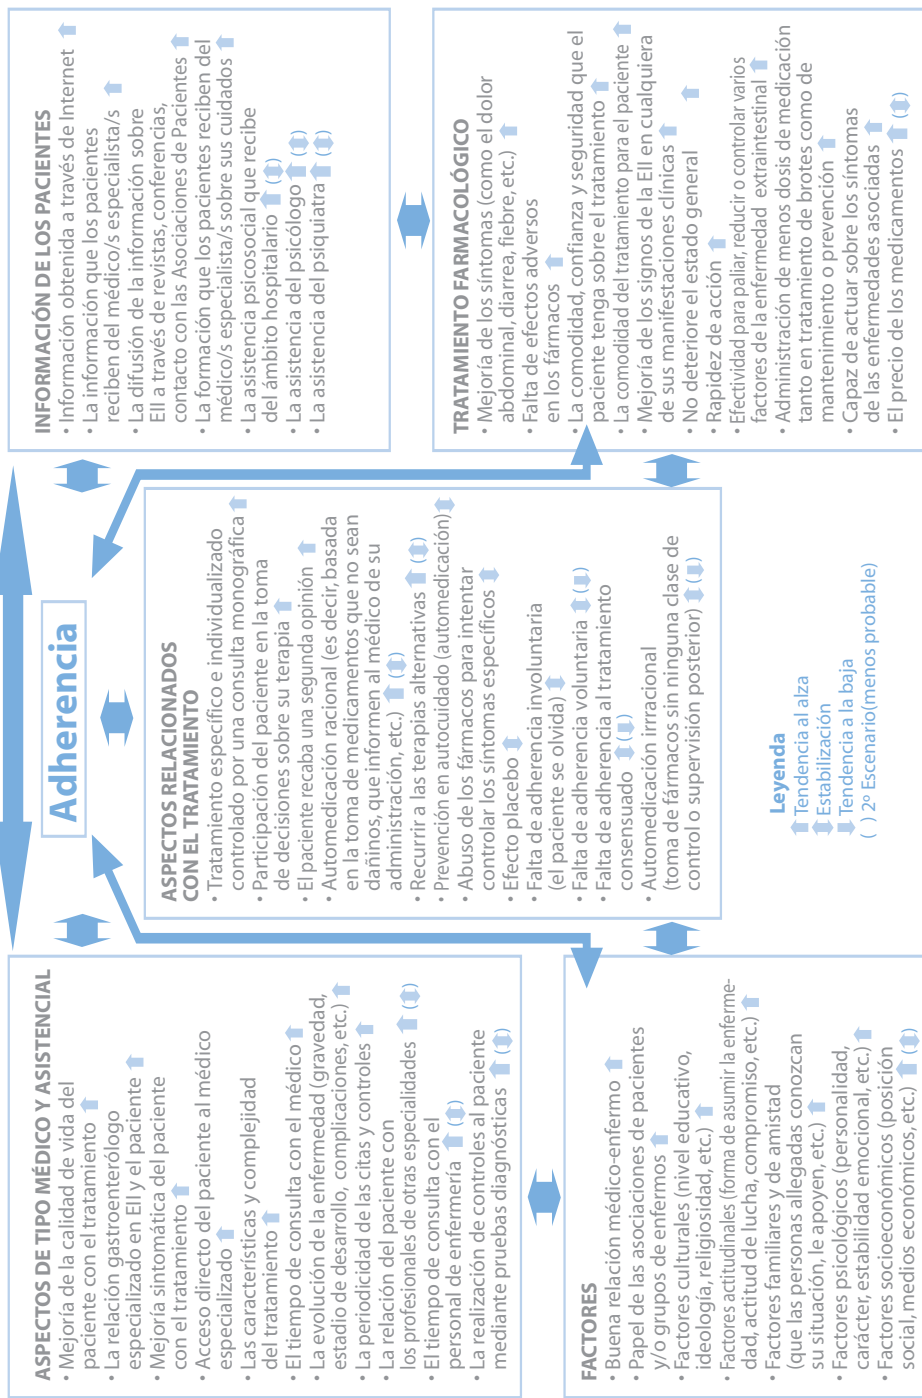 Adherencia
ASPECTOS DE TIPO MÉDICO Y ASISTENCIAL
• Mejoría de la calidad de vida del
paciente con el tratamiento
• La relación gastroenterólogo
especializado en EII y el paciente
• Mejoría sintomática del paciente
con el tratamiento
• Acceso directo del paciente al médico
especializado
• Las características y complejidad
del tratamiento
• El tiempo de consulta con el médico
• La evolución de la enfermedad (gravedad,
estadio de desarrollo, complicaciones, etc.)
• La periodicidad de las citas y controles
• La relación del paciente con
los profesionales de otras especialidades ( )
• El tiempo de consulta con el
personal de enfermería ( )
• La realización de controles al paciente
mediante pruebas diagnósticas ( )
ASPECTOS RELACIONADOS
CON EL TRATAMIENTO
• Tratamiento específico e individualizado
controlado por una consulta monográfica
• Participación del paciente en la toma
de decisiones sobre su terapia
• El paciente recaba una segunda opinión
• Automedicación racional (es decir, basada
en la toma de medicamentos que no sean
dañinos, que informen al médico de su
administración, etc.) ( )
• Recurrir a las terapias alternativas ( )
• Prevención en autocuidado (automedicación)
• Abuso de los fármacos para intentar
controlar los síntomas específicos
• Efecto placebo
• Falta de adherencia involuntaria
(el paciente se olvida)
• Falta de adherencia voluntaria ( )
• Falta de adherencia al tratamiento
consensuado ( )
• Automedicación irracional
(toma de fármacos sin ninguna clase de
control o supervisión posterior) ( )
INFORMACIÓN DE LOS PACIENTES
• Información obtenida a través de Internet
• La información que los pacientes
reciben del médico/s especialista/s
• La difusión de la información sobre
EII a través de revistas, conferencias,
contacto con las Asociaciones de Pacientes
• La formación que los pacientes reciben del
médico/s especialista/s sobre sus cuidados
• La asistencia psicosocial que recibe
del ámbito hospitalario ( )
• La asistencia del psicólogo ( )
• La asistencia del psiquiatra ( )
FACTORES
• Buena relación médico-enfermo
• Papel de las asociaciones de pacientes
y/o grupos de enfermos
• Factores culturales (nivel educativo,
ideología, religiosidad, etc.)
• Factores actitudinales (forma de asumir la enferme-
dad, actitud de lucha, compromiso, etc.)
• Factores familiares y de amistad
(que las personas allegadas conozcan
su situación, le apoyen, etc.)
• Factores psicológicos (personalidad,
carácter, estabilidad emocional, etc.)
• Factores socioeconómicos (posición
social, medios económicos, etc.) ( )
Leyenda
Tendencia al alza
Estabilización
Tendencia a la baja
( ) 2º Escenario(menos probable)
TRATAMIENTO FARMACOLÓGICO
• Mejoría de los síntomas (como el dolor
abdominal, diarrea, fiebre, etc.)
• Falta de efectos adversos
en los fármacos
• La comodidad, confianza y seguridad que el
paciente tenga sobre el tratamiento
• La comodidad del tratamiento para el paciente
• Mejoría de los signos de la EII en cualquiera
de sus manifestaciones clínicas
• No deteriore el estado general
• Rapidez de acción
• Efectividad para paliar, reducir o controlar varios
factores de la enfermedad extraintestinal
• Administración de menos dosis de medicación
tanto en tratamiento de brotes como de
mantenimiento o prevención
• Capaz de actuar sobre los síntomas
de las enfermedades asociadas
• El precio de los medicamentos ( )